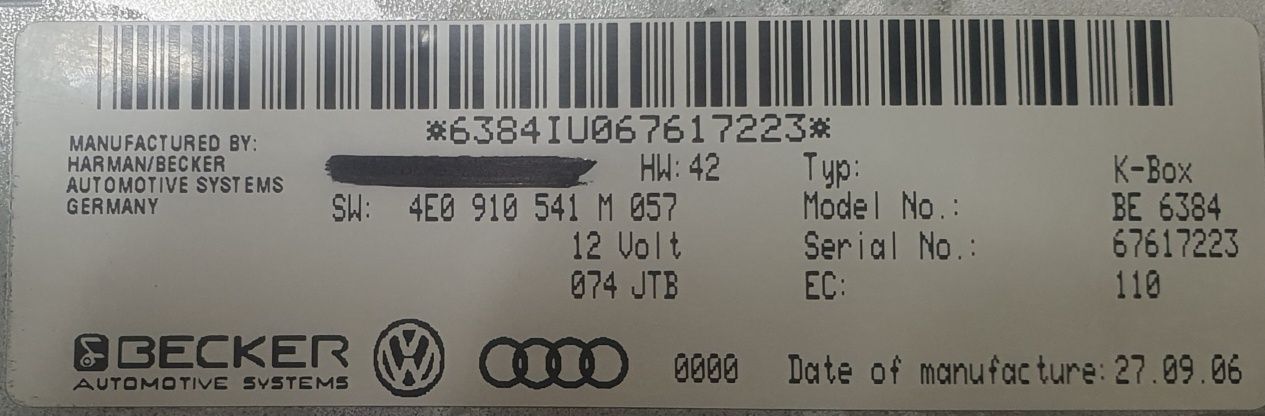 *6384IU067617223*
MANUFACTURED BY:
HARMAN/BECKER
AUTOMOTIVE SYSTEMS
GERMANY
HW: 42
SW: 4E0 910 541 M 057
12 Volt
074 JTB
Typ: K-Box
Model No.: BE 6384
Serial No.: 67617223
EC: 110
BECKER
AUTOMOTIVE SYSTEMS
0000
Date of manufacture: 27.09.06